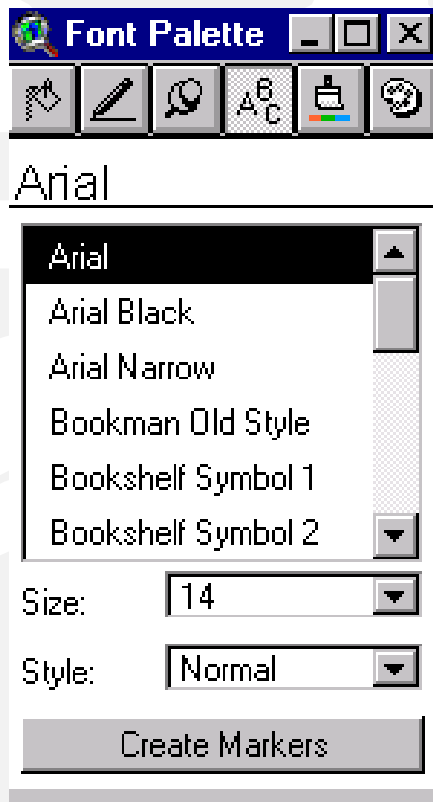 Font Palette
A B C
Arial
Arial
Arial Black
Arial Narrow
Bookman Old Style
Bookshelf Symbol 1
Bookshelf Symbol 2
Size: 14
Style: Normal
Create Markers